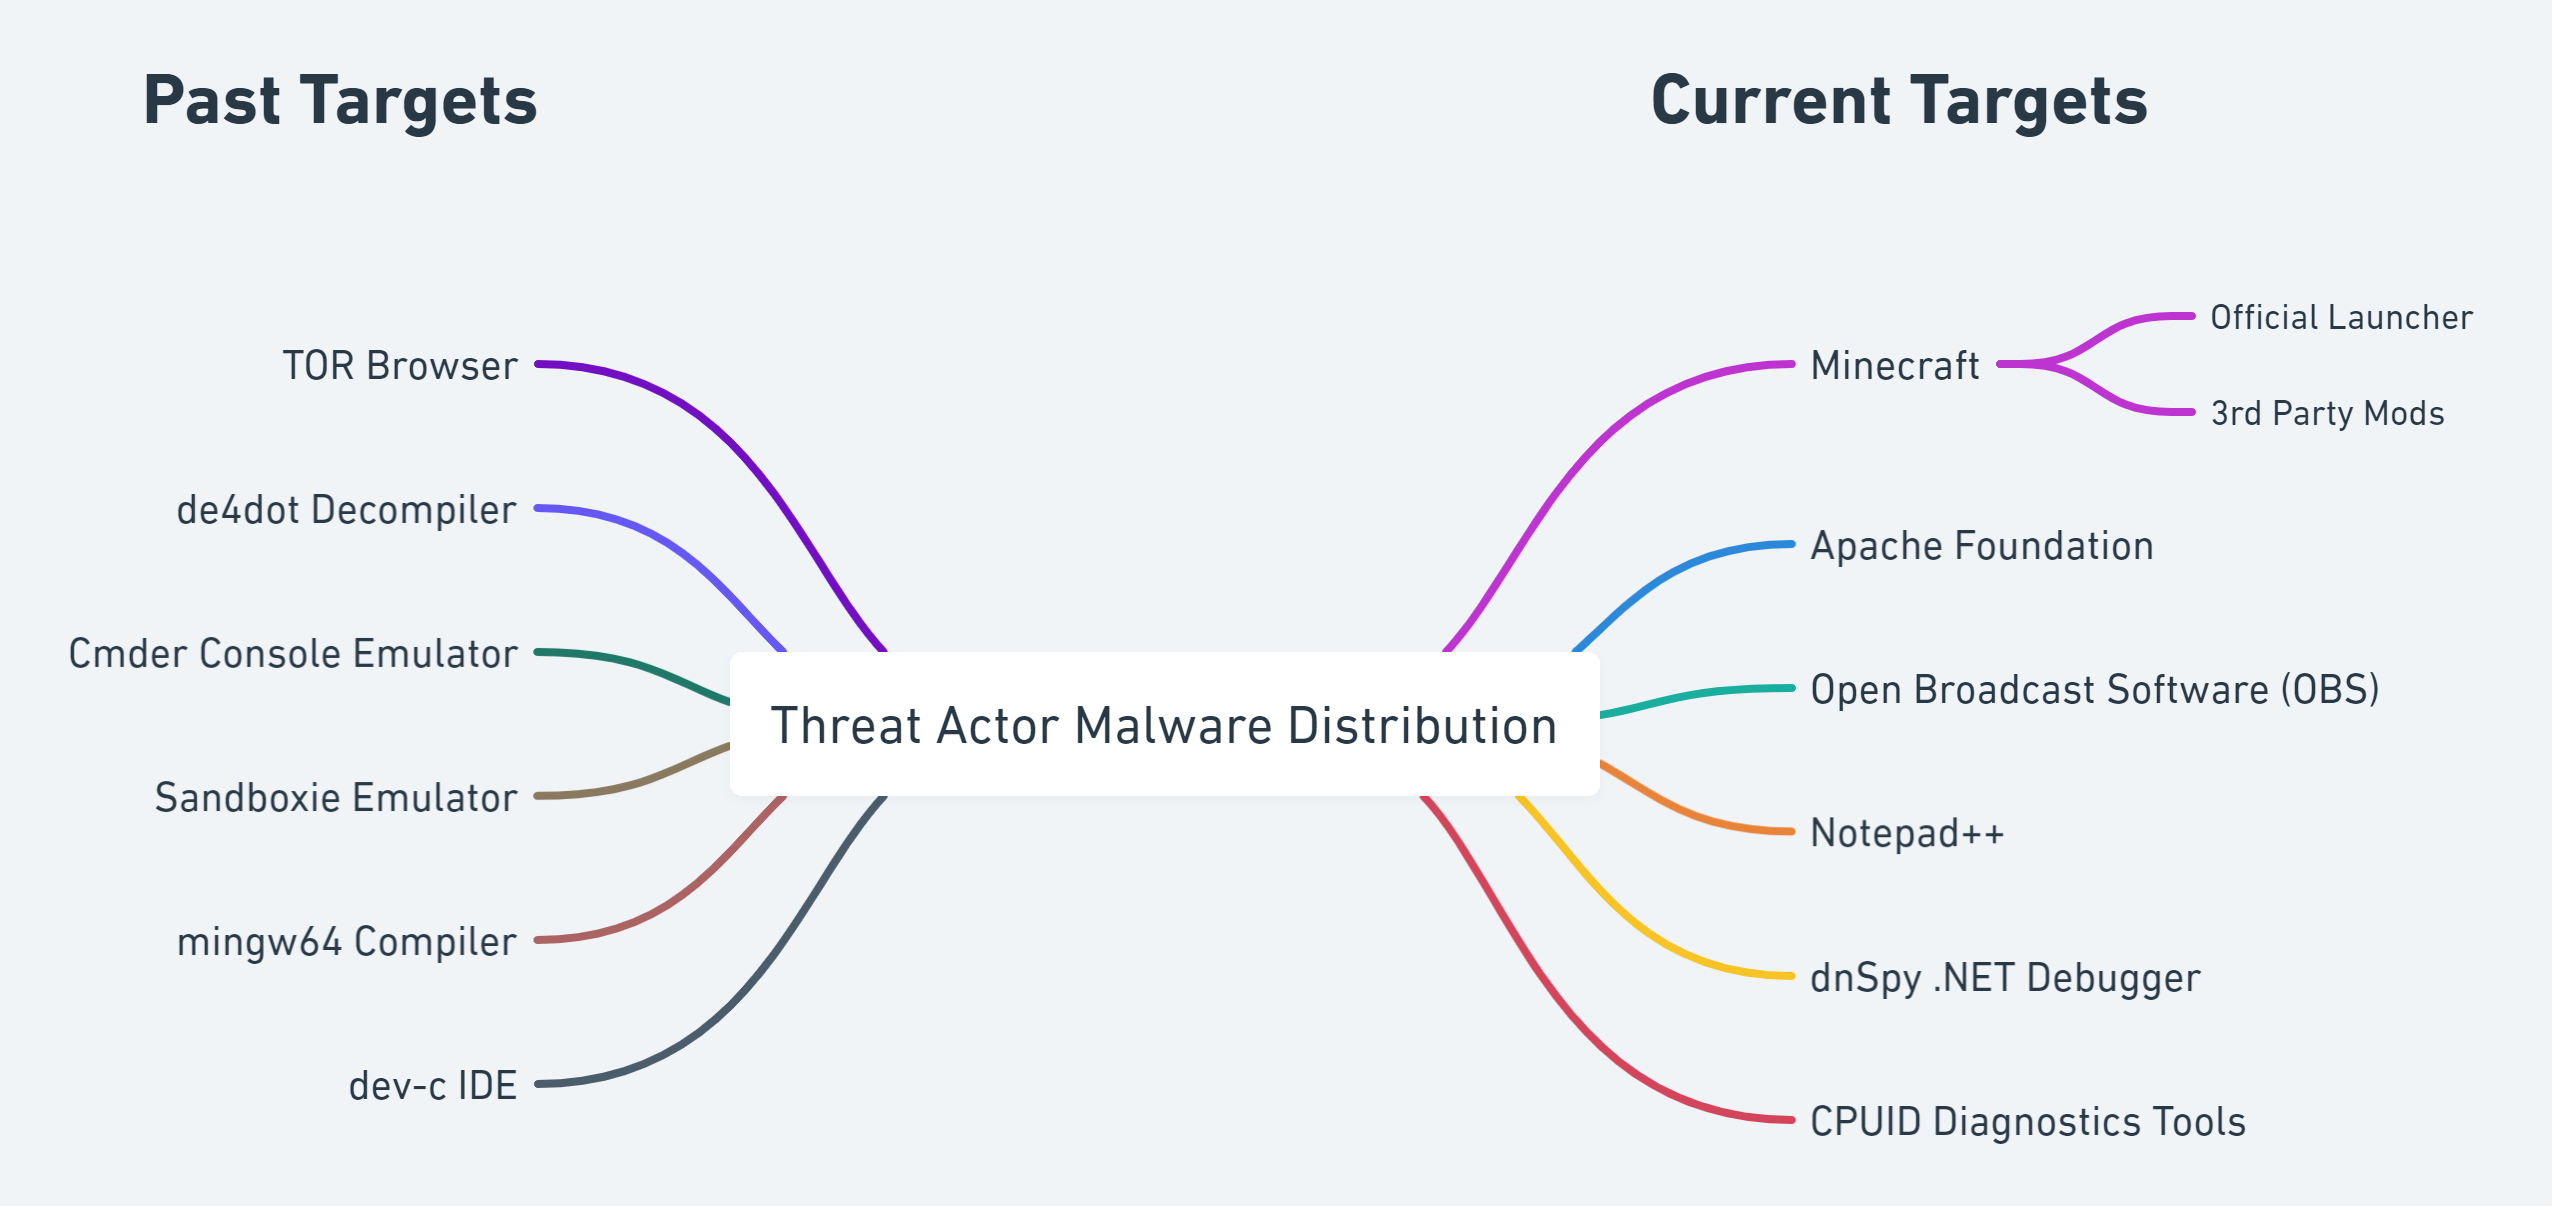 Past Targets
Current Targets
TOR Browser
de4dot Decompiler
Cmder Console Emulator
Sandboxie Emulator
mingw64 Compiler
dev-c IDE
Threat Actor Malware Distribution
Minecraft
Official Launcher
3rd Party Mods
Apache Foundation
Open Broadcast Software (OBS)
Notepad++
dnSpy .NET Debugger
CPUID Diagnostics Tools